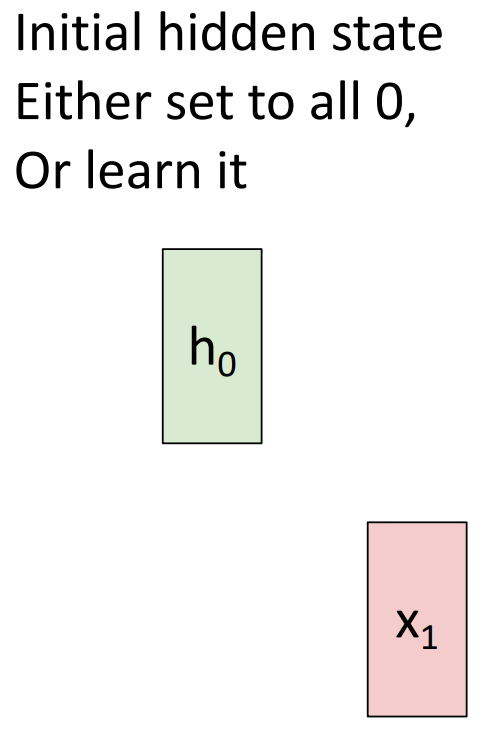 Initial hidden state
Either set to all 0,
Or learn it
h₀
x₁